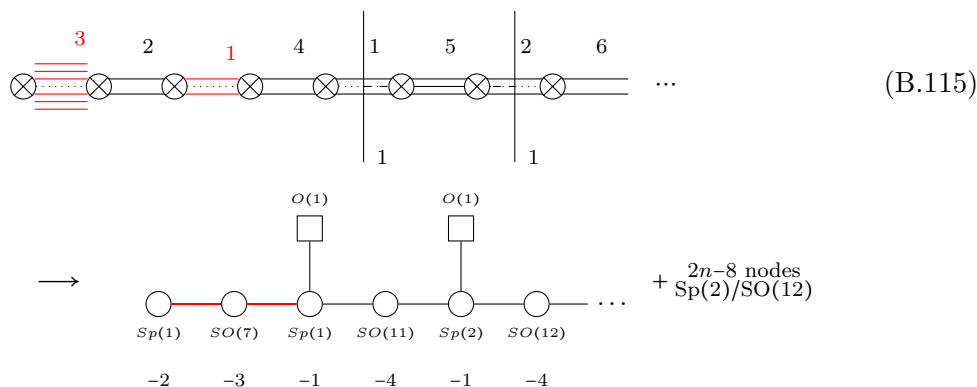 3 2 1 4 1 5 2 6
... (B.115)
1 1
O(1) O(1)
⟶ + 2n–8 nodes
Sp(2)/SO(12)
...
Sp(1) SO(7) Sp(1) SO(11) Sp(2) SO(12)
–2 –3 –1 –4 –1 –4